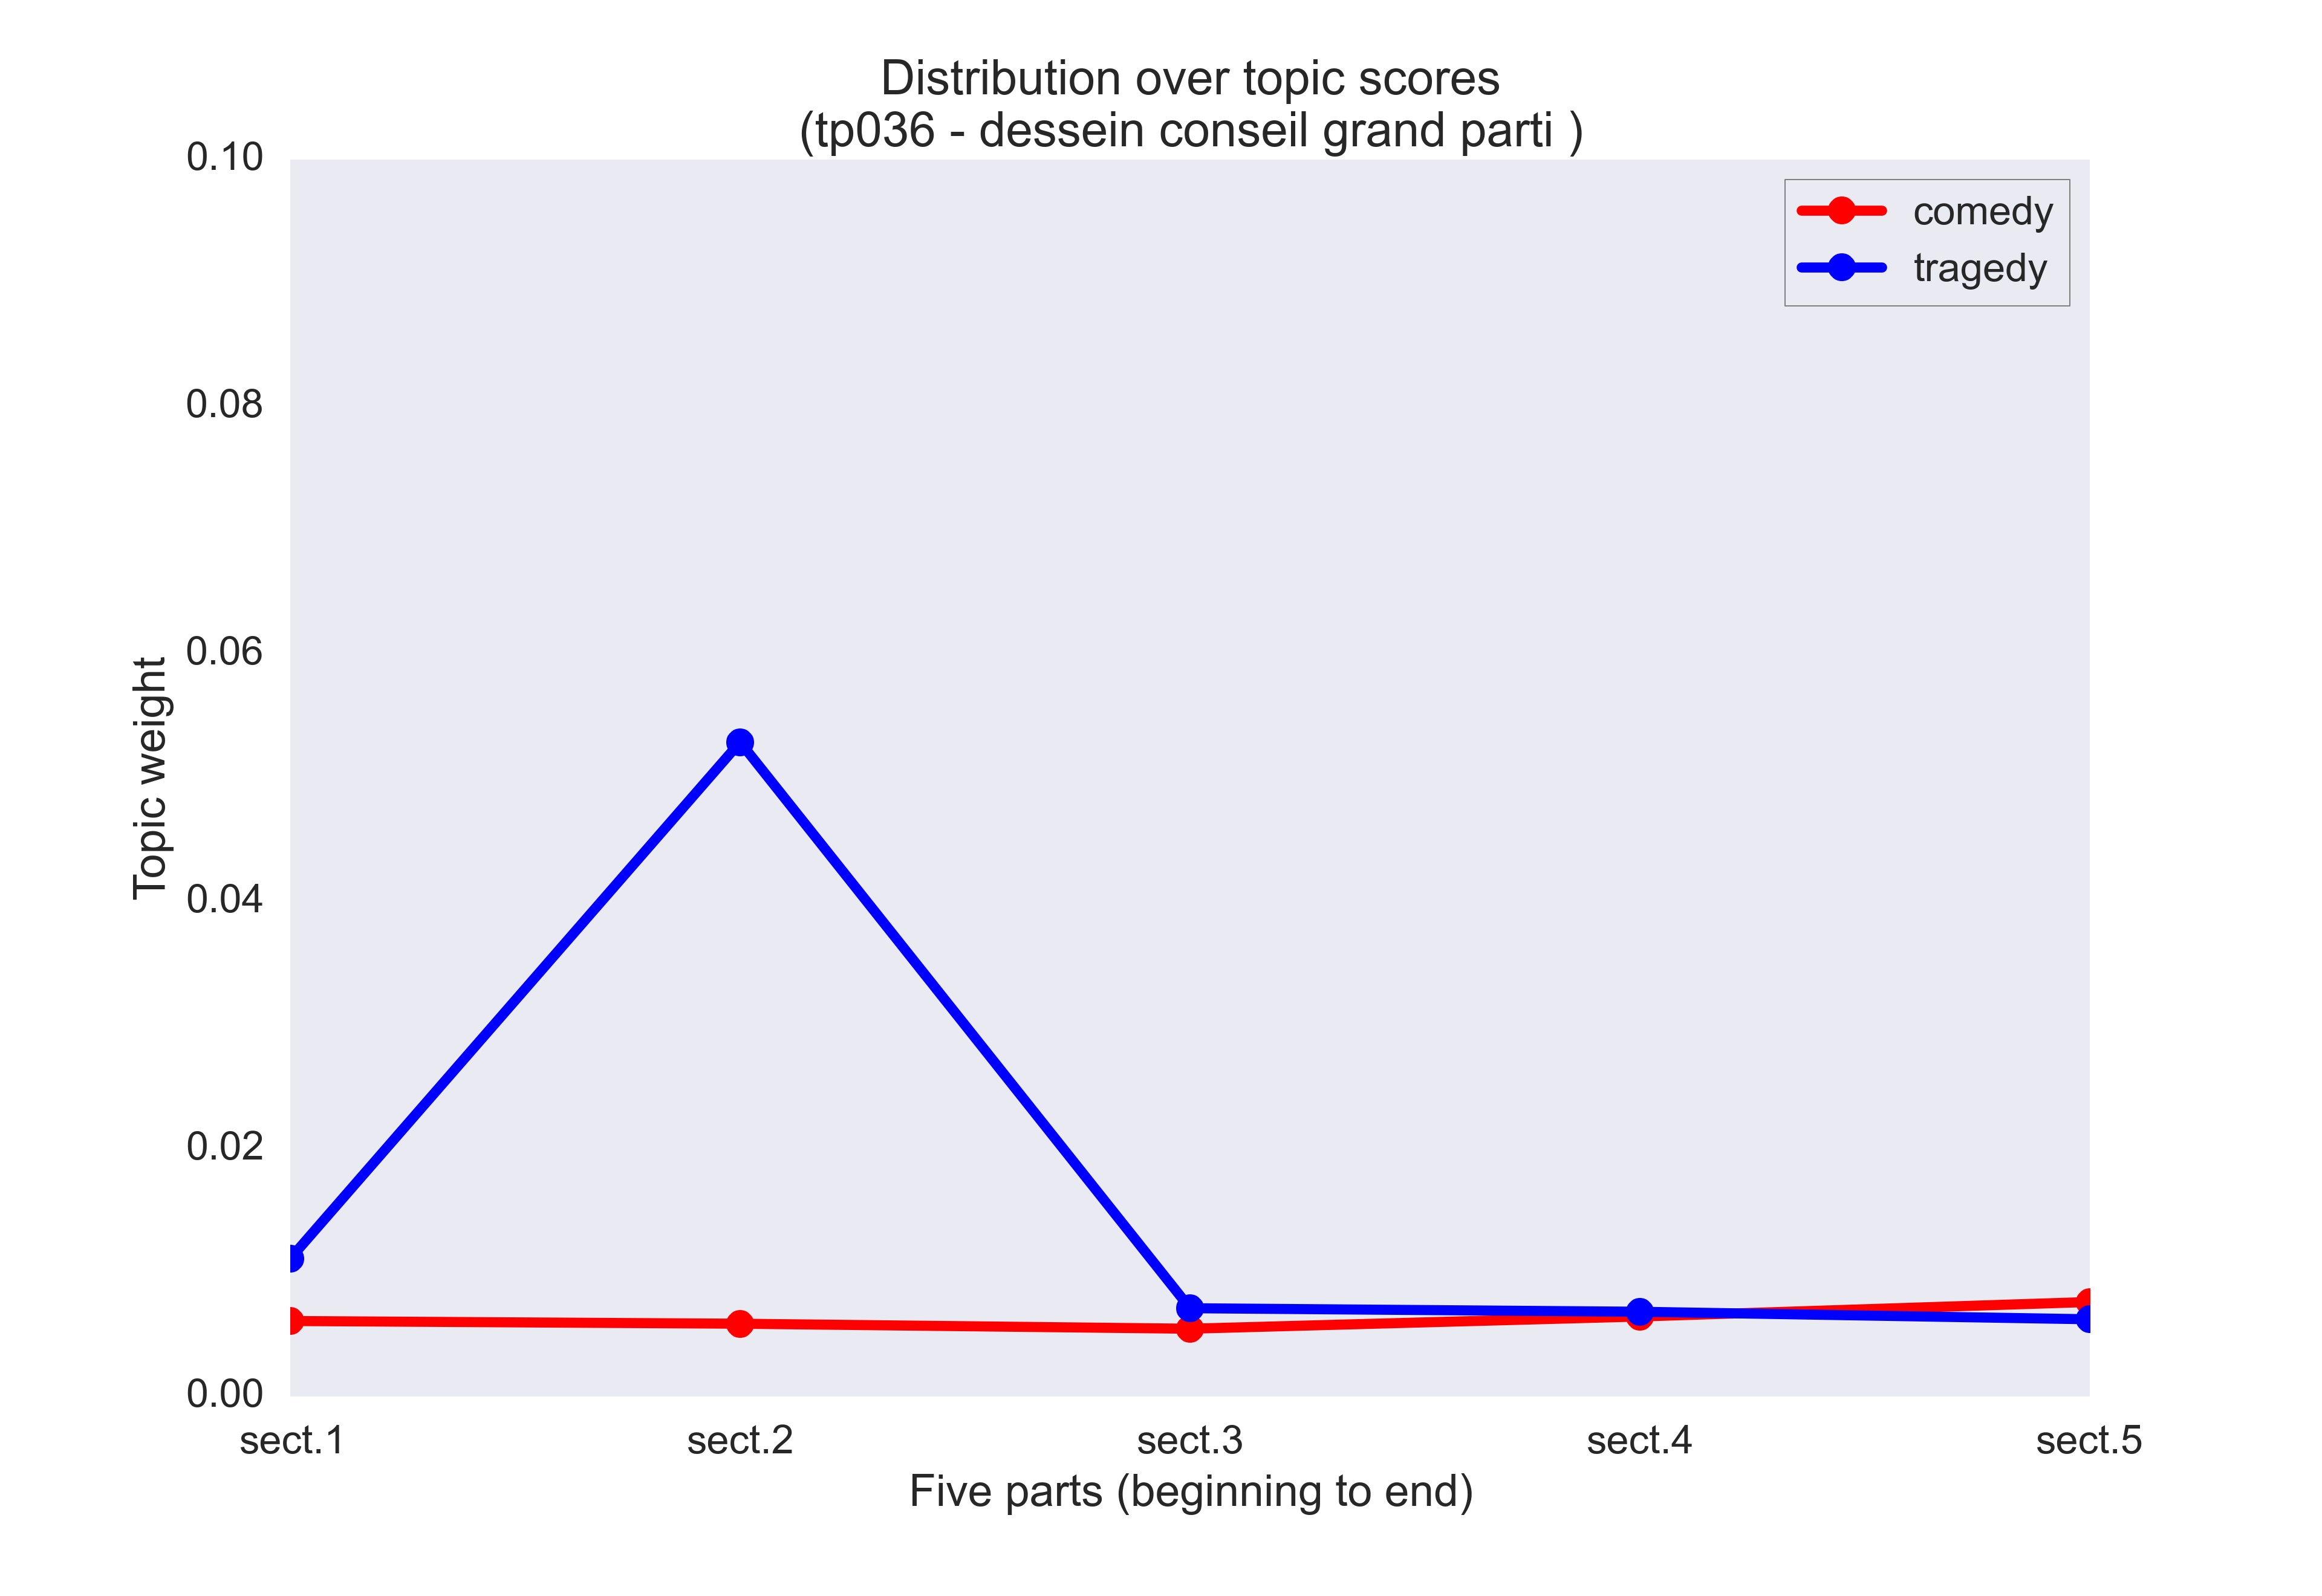 Distribution over topic scores
(tp036 - dessein conseil grand parti )
0.10
0.08
0.06
0.04
0.02
0.00
Topic weight
comedy
tragedy
sect.1
sect.2
sect.3
sect.4
sect.5
Five parts (beginning to end)